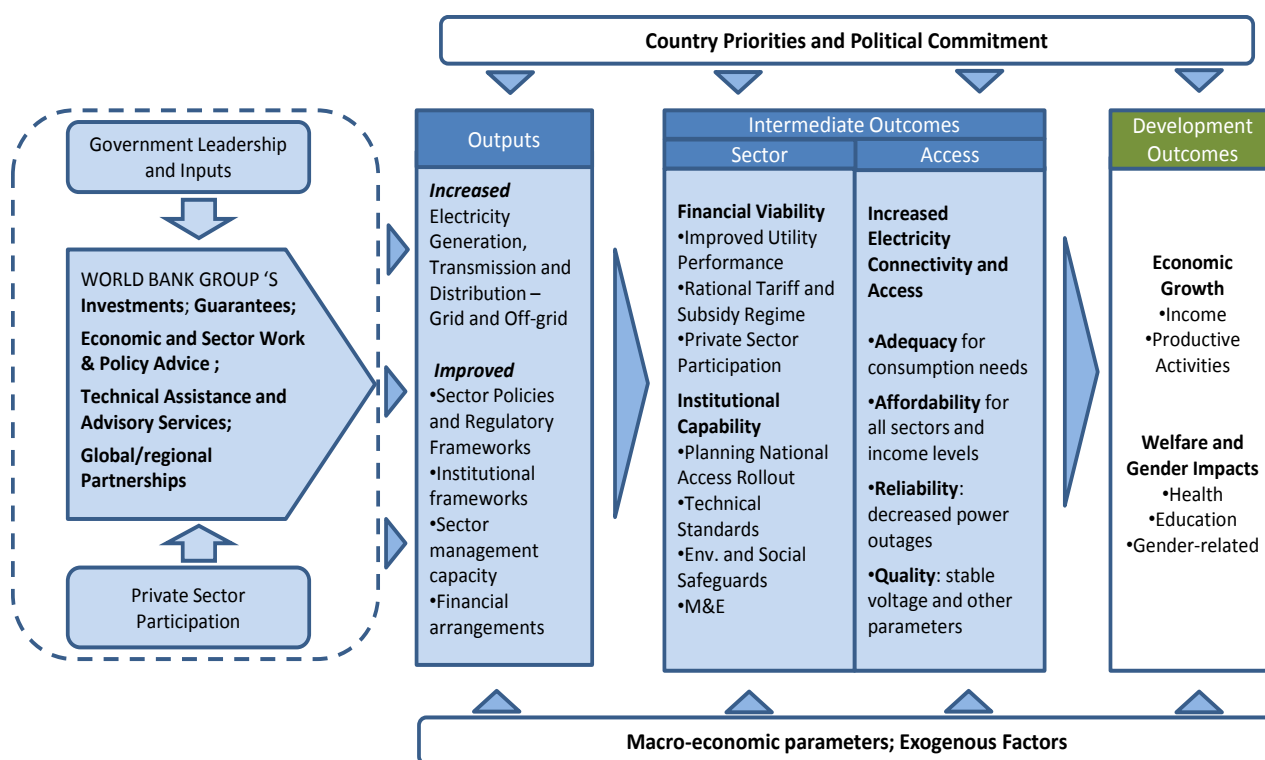 Country Priorities and Political Commitment
Government Leadership
and Inputs
WORLD BANK GROUP ‘S
Investments; Guarantees;
Economic and Sector Work
& Policy Advice ;
Technical Assistance and
Advisory Services;
Global/regional
Partnerships
Private Sector
Participation
Outputs
Increased
Electricity
Generation,
Transmission and
Distribution –
Grid and Off-grid
Improved
•Sector Policies
and Regulatory
Frameworks
•Institutional
frameworks
•Sector
management
capacity
•Financial
arrangements
Intermediate Outcomes
Sector
Financial Viability
•Improved Utility
Performance
•Rational Tariff and
Subsidy Regime
•Private Sector
Participation
Institutional
Capability
•Planning National
Access Rollout
•Technical
Standards
•Env. and Social
Safeguards
•M&E
Access
Increased
Electricity
Connectivity and
Access
•Adequacy for
consumption needs
•Affordability for
all sectors and
income levels
•Reliability:
decreased power
outages
•Quality: stable
voltage and other
parameters
Development
Outcomes
Economic
Growth
•Income
•Productive
Activities
Welfare and
Gender Impacts
•Health
•Education
•Gender-related
Macro-economic parameters; Exogenous Factors